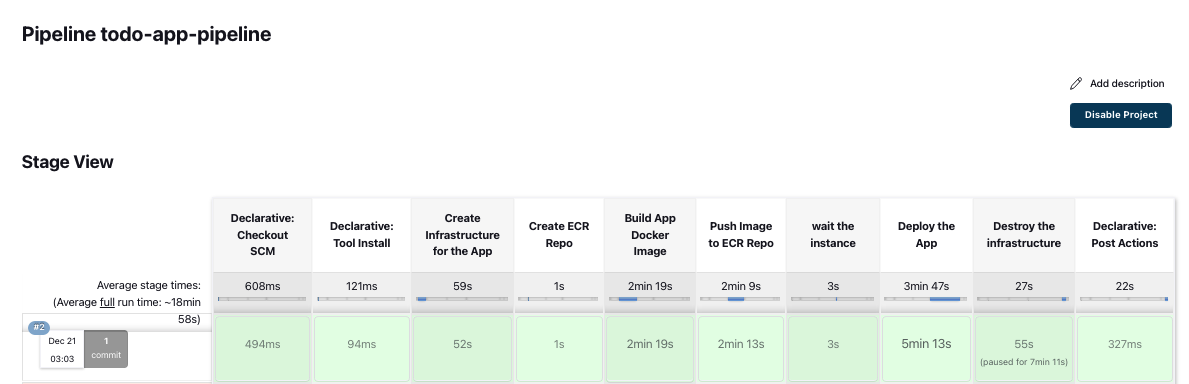 Pipeline todo-app-pipeline
Add description
Disable Project
Stage View
Declarative:
Checkout
SCM
Declarative:
Tool Install
Create
Infrastructure
for the App
Create ECR
Repo
Build App
Docker
Image
Push Image
to ECR Repo
wait the
instance
Deploy the
App
Destroy the
infrastructure
Declarative:
Post Actions
Average stage times:
(Average full run time: ~18min
58s)
608ms
121ms
59s
1s
2min 19s
2min 9s
3s
3min 47s
27s
22s
#2
Dec 21
03:03
1
commit
494ms
94ms
52s
1s
2min 19s
2min 13s
3s
5min 13s
55s
(paused for 7min 11s)
327ms